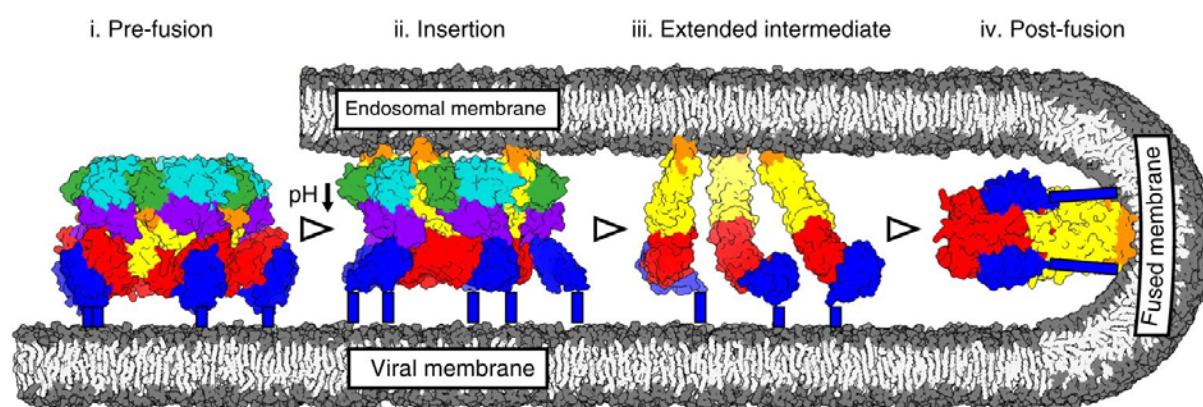 i. Pre-fusion
ii. Insertion
iii. Extended intermediate
iv. Post-fusion
Endosomal membrane
pH↓
Fused membrane
Viral membrane